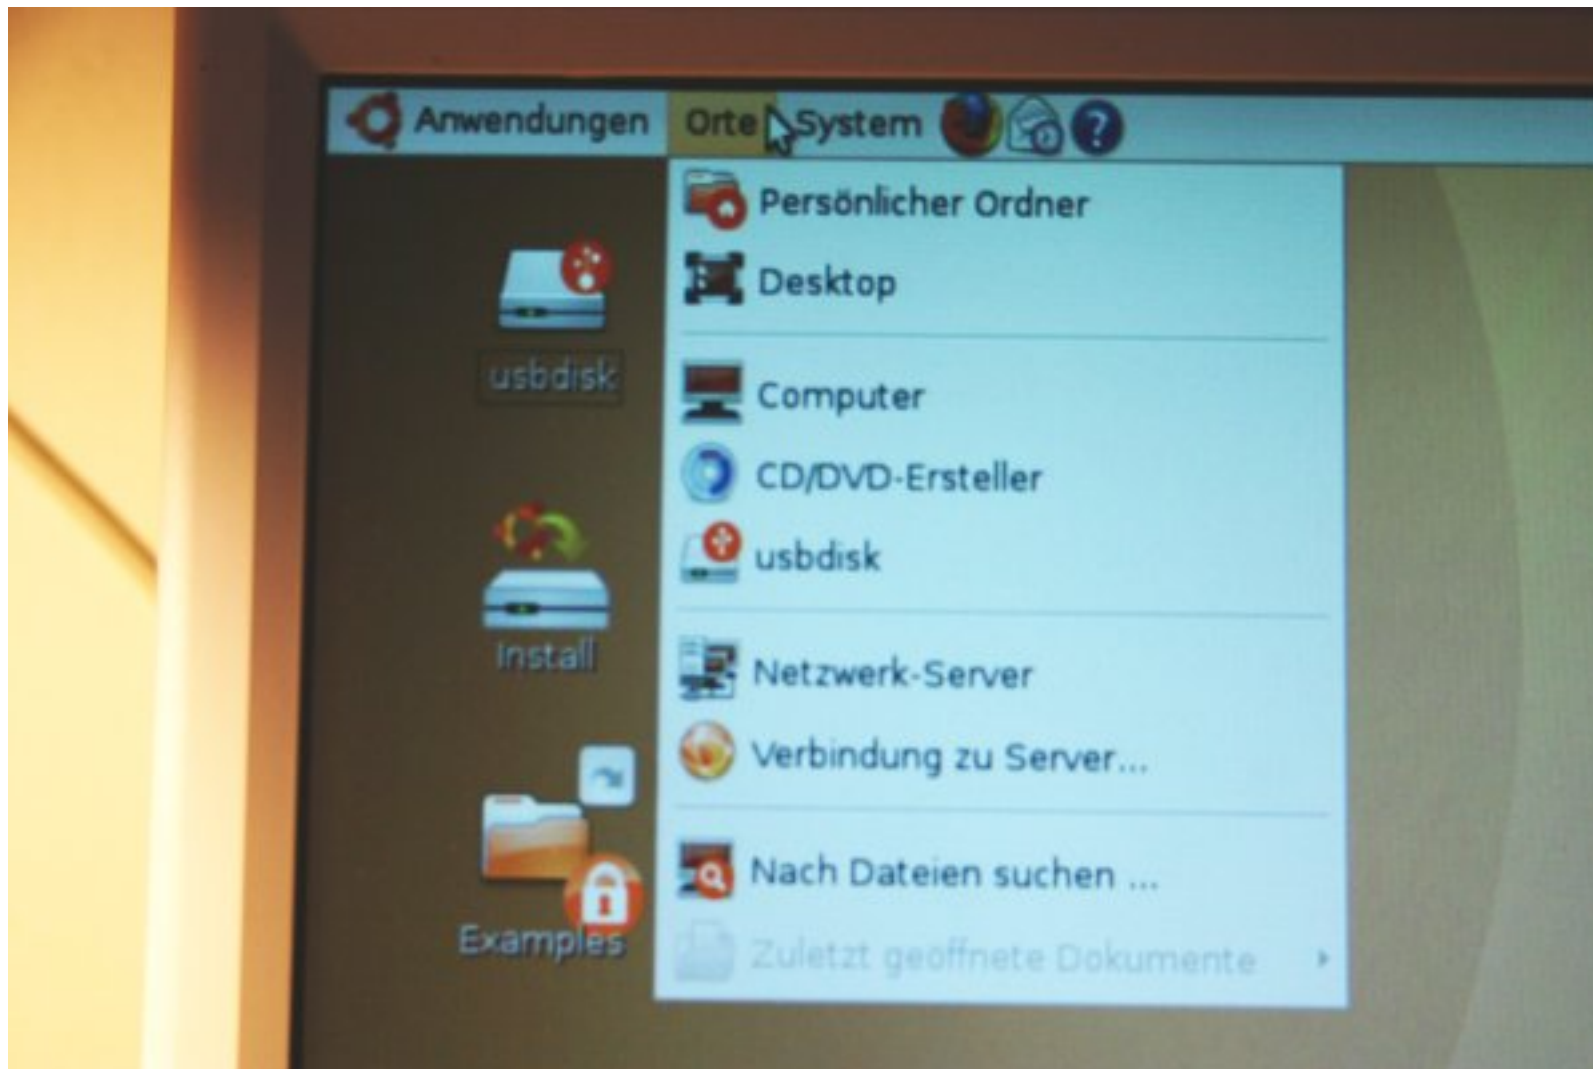 Anwendungen Orte System ?
Persönlicher Ordner
Desktop
Computer
CD/DVD-Ersteller
usbdisk
Netzwerk-Server
Verbindung zu Server...
Nach Dateien suchen ...
Zuletzt geöffnete Dokumente
usbdisk
Install
Examples